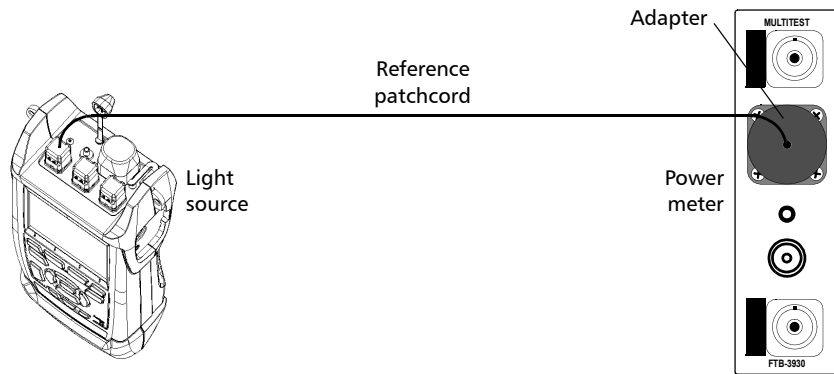 Adapter
MULTITEST
Reference
patchcord
Light
source
Power
meter
FTB-3930